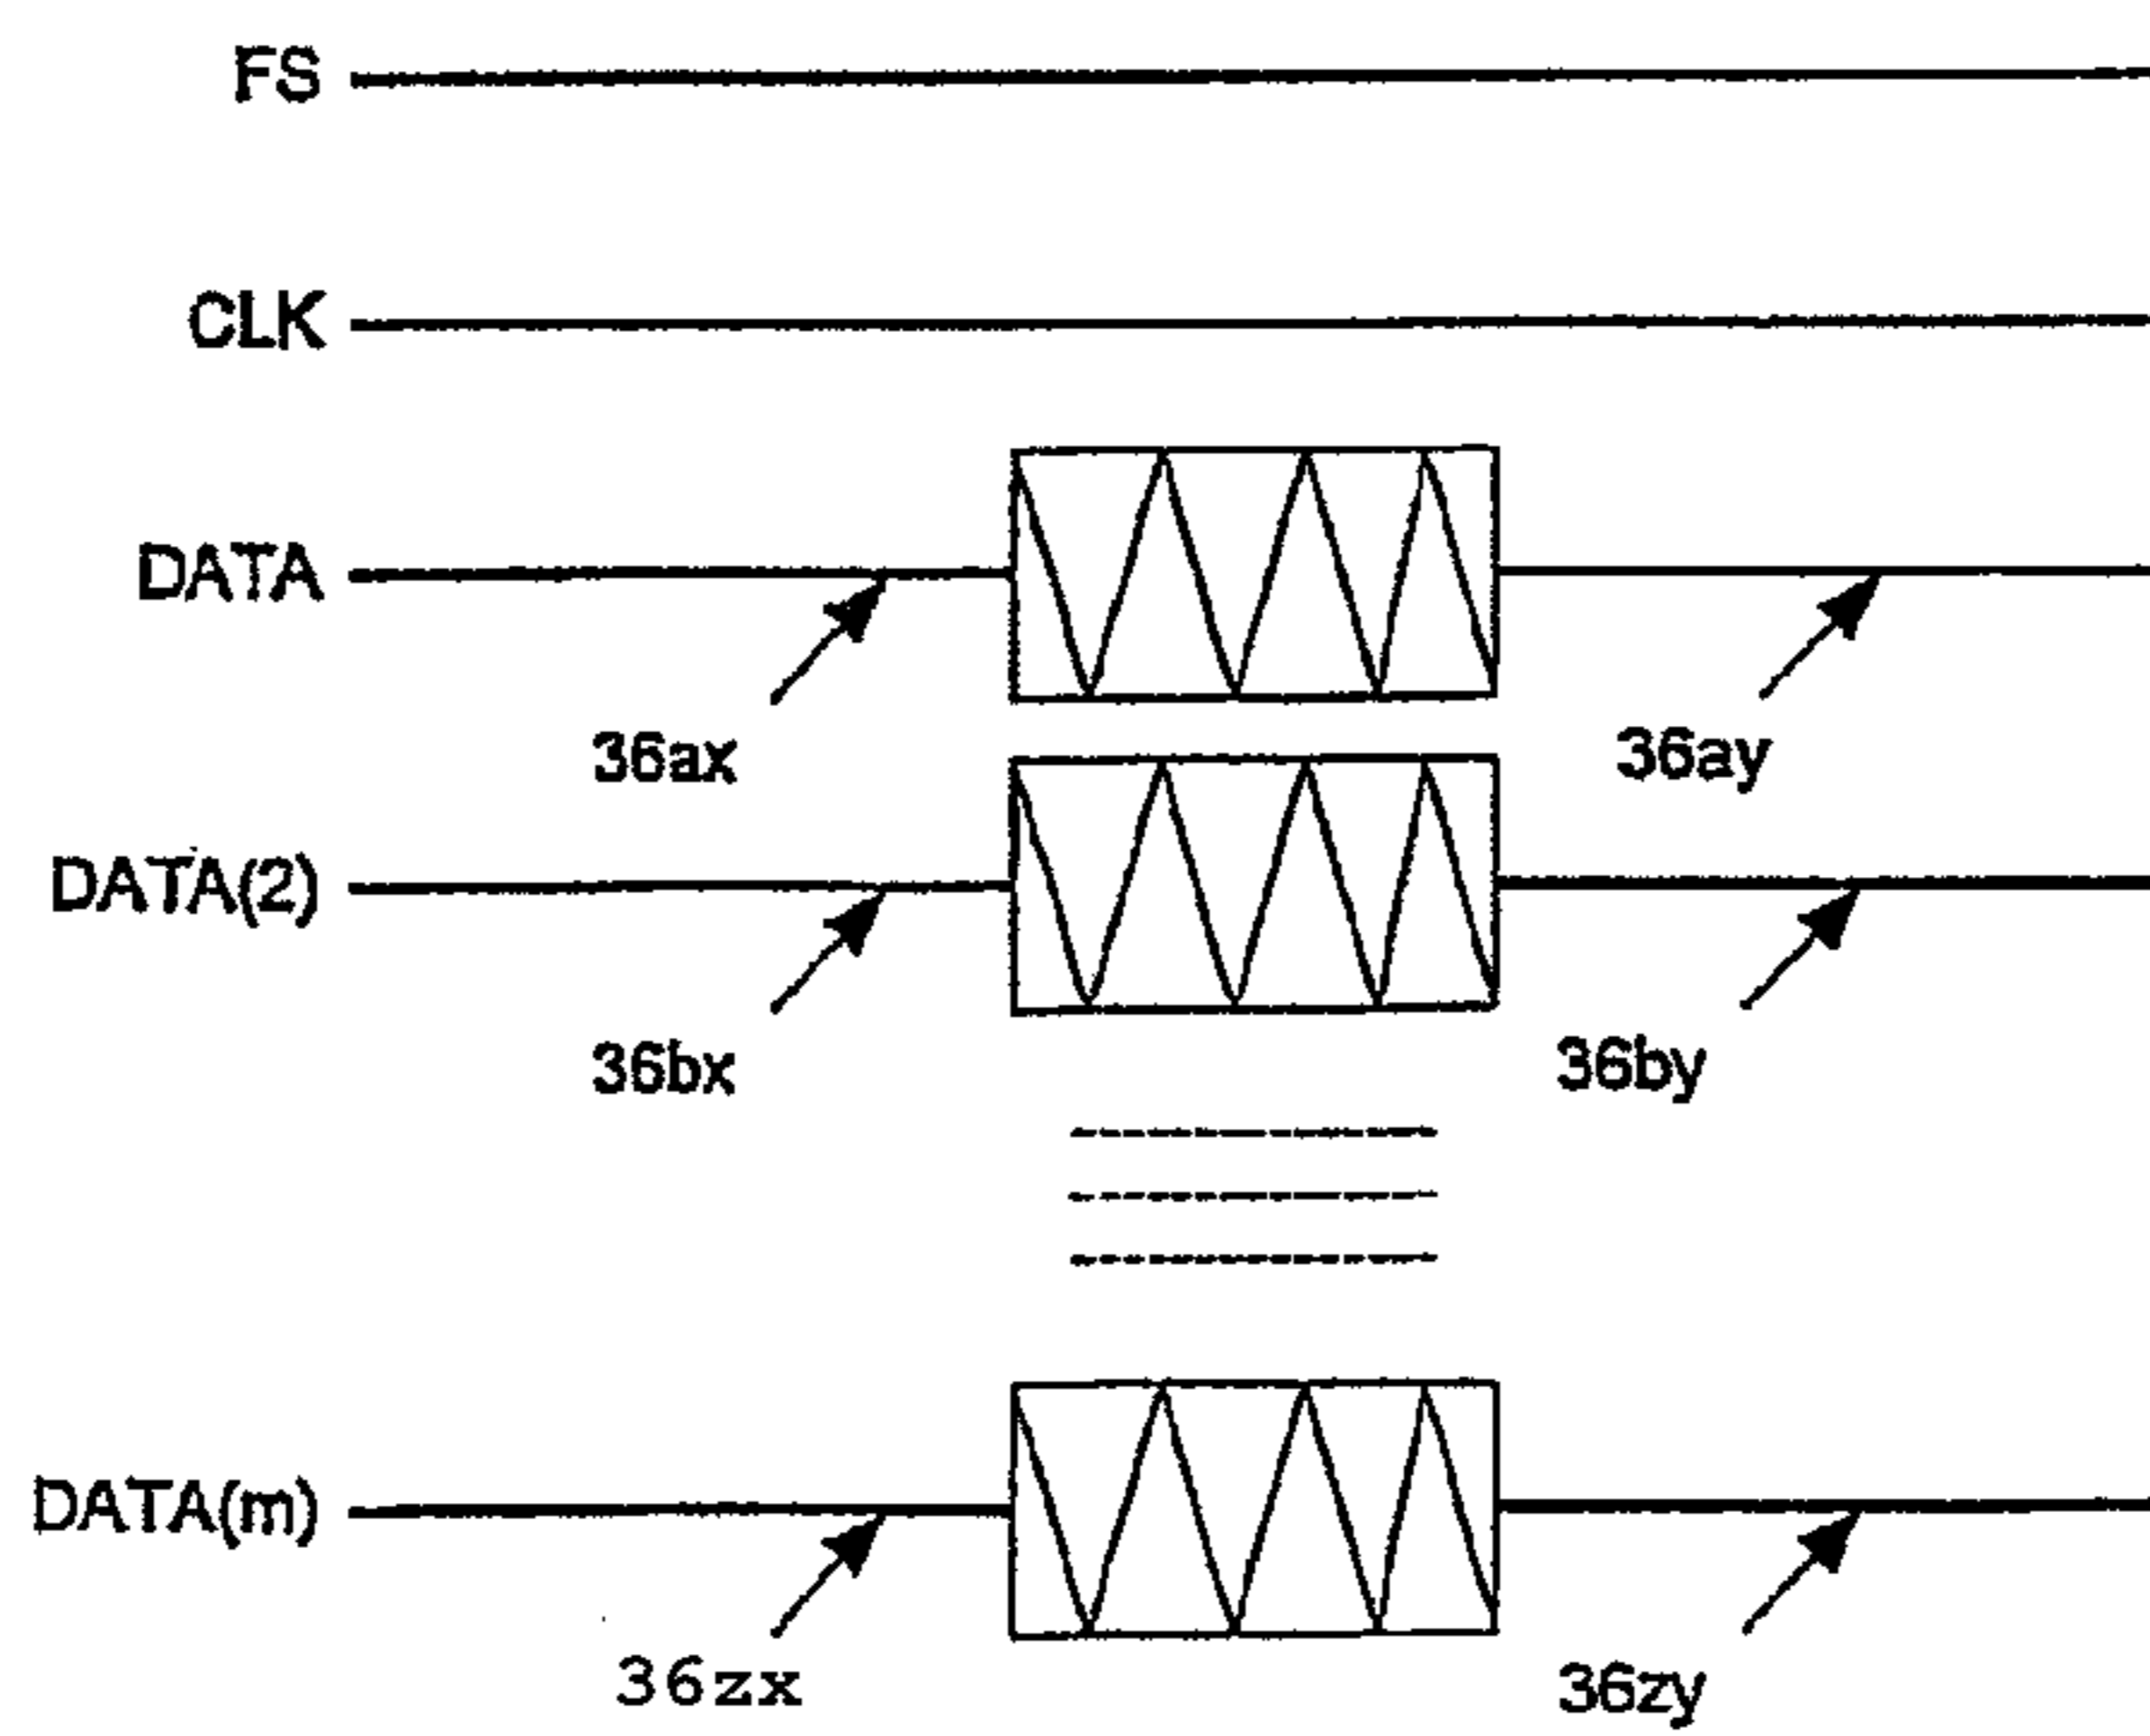 FS
CLK
DATA
36ax
36ay
DATA(2)
36bx
36by
DATA(m)
36zx
36zy